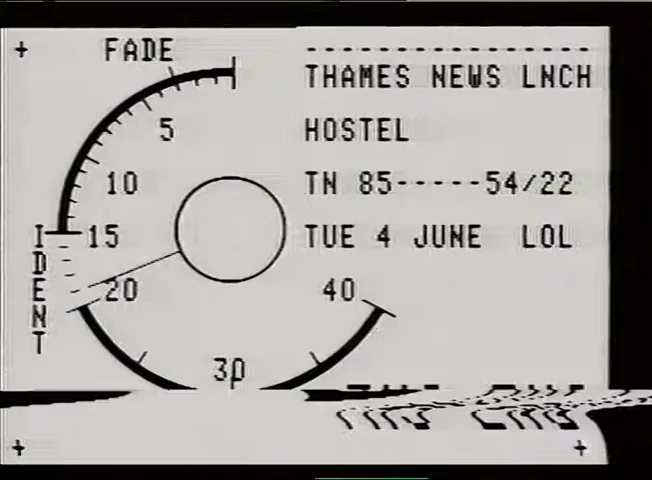 FADE
THAMES NEWS LNCH
5
HOSTEL
10
TN 85-----54/22
15
TUE 4 JUNE LOL
IDENT
20
40
30